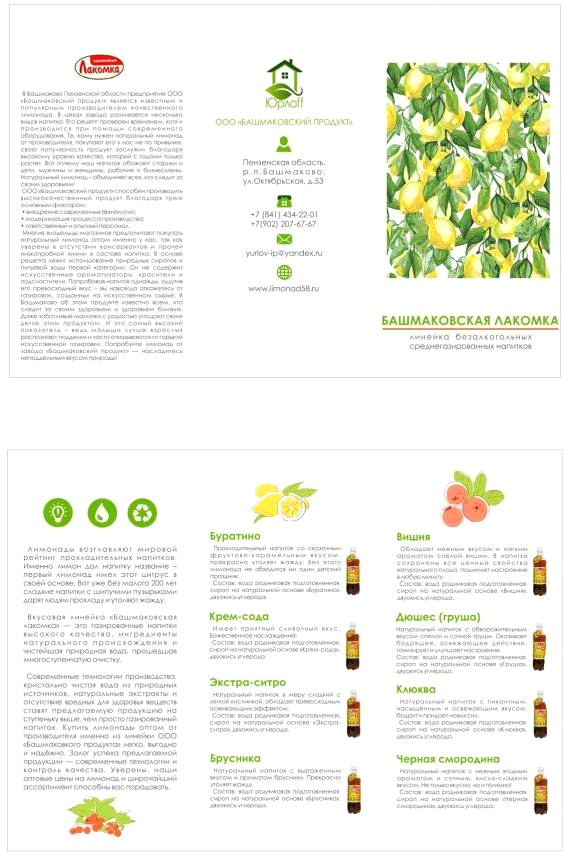 БАШМАКОВСКАЯ
Лакомка
В Башмаково Пензенской области предприятие ООО
«Башмаковский продукт» является известным и
популярным производителем качественного
лимонада. В цехах завода разливается несколько
видов напитка. Его рецепт проверен временем, хотя и
производится при помощи современного
оборудования. Те, кому нужен натуральный лимонад
от производителя, покупают его у нас не по привычке:
свою популярность продукт заслужил благодаря
высокому уровню качества, который с годами только
растет. Вот почему наш напиток обожают старики и
дети, мужчины и женщины, рабочие и бизнесмены.
Натуральный лимонад – объединяет всех, кто следит за
своим здоровьем!
ООО «Башмаковский продукт» способен производить
высококачественный продукт благодаря трем
основным факторам:
• внедрение современных технологий;
• модернизация процесса производства;
• ответственный и опытный персонал.
Многие владельцы магазинов предпочитают покупать
натуральный лимонад оптом именно у нас, так как
уверены в отсутствии консервантов и прочей
низкопробной химии в составе напитка. В основе
рецепта лежит использование природных сиропов и
питьевой воды первой категории. Он не содержит
искусственные ароматизаторы, красители и
подсластители. Попробовав напиток однажды, ощутив
его превосходный вкус – вы навсегда откажетесь от
газировок, созданных на искусственном сырье. В
Башмаково об этом продукте известно всем, кто
следит за своим здоровьем и здоровьем близких.
Даже заботливые мамочки с радостью угощают своих
деток этим продуктом. И это самый высокий
показатель – ведь малыши лучше взрослых
распознают подделки и часто отказываются от горькой
искусственной газировки. Попробуйте лимонад от
завода «Башмаковский продукт» — насладитесь
неподдельным вкусом природы!
Юрлоff
ООО «БАШМАКОВСКИЙ ПРОДУКТ»
Пензенская область,
р.п.Башмаково,
ул.Октябрьская, д.53
+7 (841) 434-22-01
+7(902) 207-67-67
yurlov-ip@yandex.ru
www.limonad58.ru
БАШМАКОВСКАЯ ЛАКОМКА
линейка безалкогольных
среднегазированных напитков
Лимонады возглавляют мировой
рейтинг прохладительных напитков.
Именно лимон дал напитку название –
первый лимонад имел этот цитрус в
своей основе. Вот уже без малого 200 лет
сладкие напитки с шипучими пузырьками
дарят людям прохладу и утоляют жажду.
Вкусовая линейка «Башмаковская
лакомка» — это газированные напитки
высокого качества, ингредиенты
натурального происхождения и
чистейшая природная вода, прошедшая
многоступенчатую очистку.
Современные технологии производства,
кристально чистая вода из природных
источников, натуральные экстракты и
отсутствие вредных для здоровья веществ
ставят предлагаемую продукцию на
ступеньку выше, чем просто газированный
напиток. Купить лимонады оптом от
производителя именно из линейки ООО
«Башмаковского продукта» легко, выгодно
и надёжно. Залог успеха предлагаемой
продукции — современные технологии и
контроль качества. Уверены, наши
оптовые цены на лимонад и широчайший
ассортимент способны вас порадовать.
Буратино
Прохладительный напиток со сказочным
фруктово-карамельным вкусом,
прекрасно утоляет жажду. Без этого
лимонада не обходится ни один детский
праздник.
Состав: вода родниковая подготовленная,
сироп на натуральной основе «Буратино»,
двуокись углерода.
Крем-сода
Имеет приятный сливочный вкус.
Божественное наслаждение!
Состав: вода родниковая подготовленная,
сироп на натуральной основе «Крем-сода»,
двуокись углерода.
Экстра-ситро
Натуральный напиток в меру сладкий с
легкой кислинкой, обладает превосходным
освежающим эффектом.
Состав: вода родниковая подготовленная,
сироп на натуральной основе «Экстра-
ситро», двуокись углерода.
Брусника
Натуральный напиток с выраженным
вкусом и ароматом брусники. Прекрасно
утоляет жажду.
Состав: вода родниковая подготовленная,
сироп на натуральной основе «Брусника»,
двуокись углерода.
Вишня
Обладает нежным вкусом и мягким
ароматом спелой вишни. В напитке
сохранены все ценные свойства
натурального плода, поднимет настроение
в любую минуту.
Состав: вода родниковая подготовленная,
сироп на натуральной основе «Вишня»,
двуокись углерода.
Дюшес (груша)
Натуральный напиток с обворожительным
вкусом спелой и сочной груши. Оказывает
бодрящее, освежающее действие,
тонизирует и улучшает настроение.
Состав: вода родниковая подготовленная,
сироп на натуральной основе «Груша»,
двуокись углерода.
Клюква
Натуральный напиток с пикантным,
насыщенным и освежающим вкусом,
бодрит и придает новых сил.
Состав: вода родниковая подготовленная,
сироп на натуральной основе «Клюква»,
двуокись углерода.
Черная смородина
Натуральный напиток с нежным ягодным
ароматом и сочным, кисло-сладким
вкусом. Не только вкусно, но и полезно!
Состав: вода родниковая подготовленная,
сироп на натуральной основе «Черная
смородина», двуокись углерода.